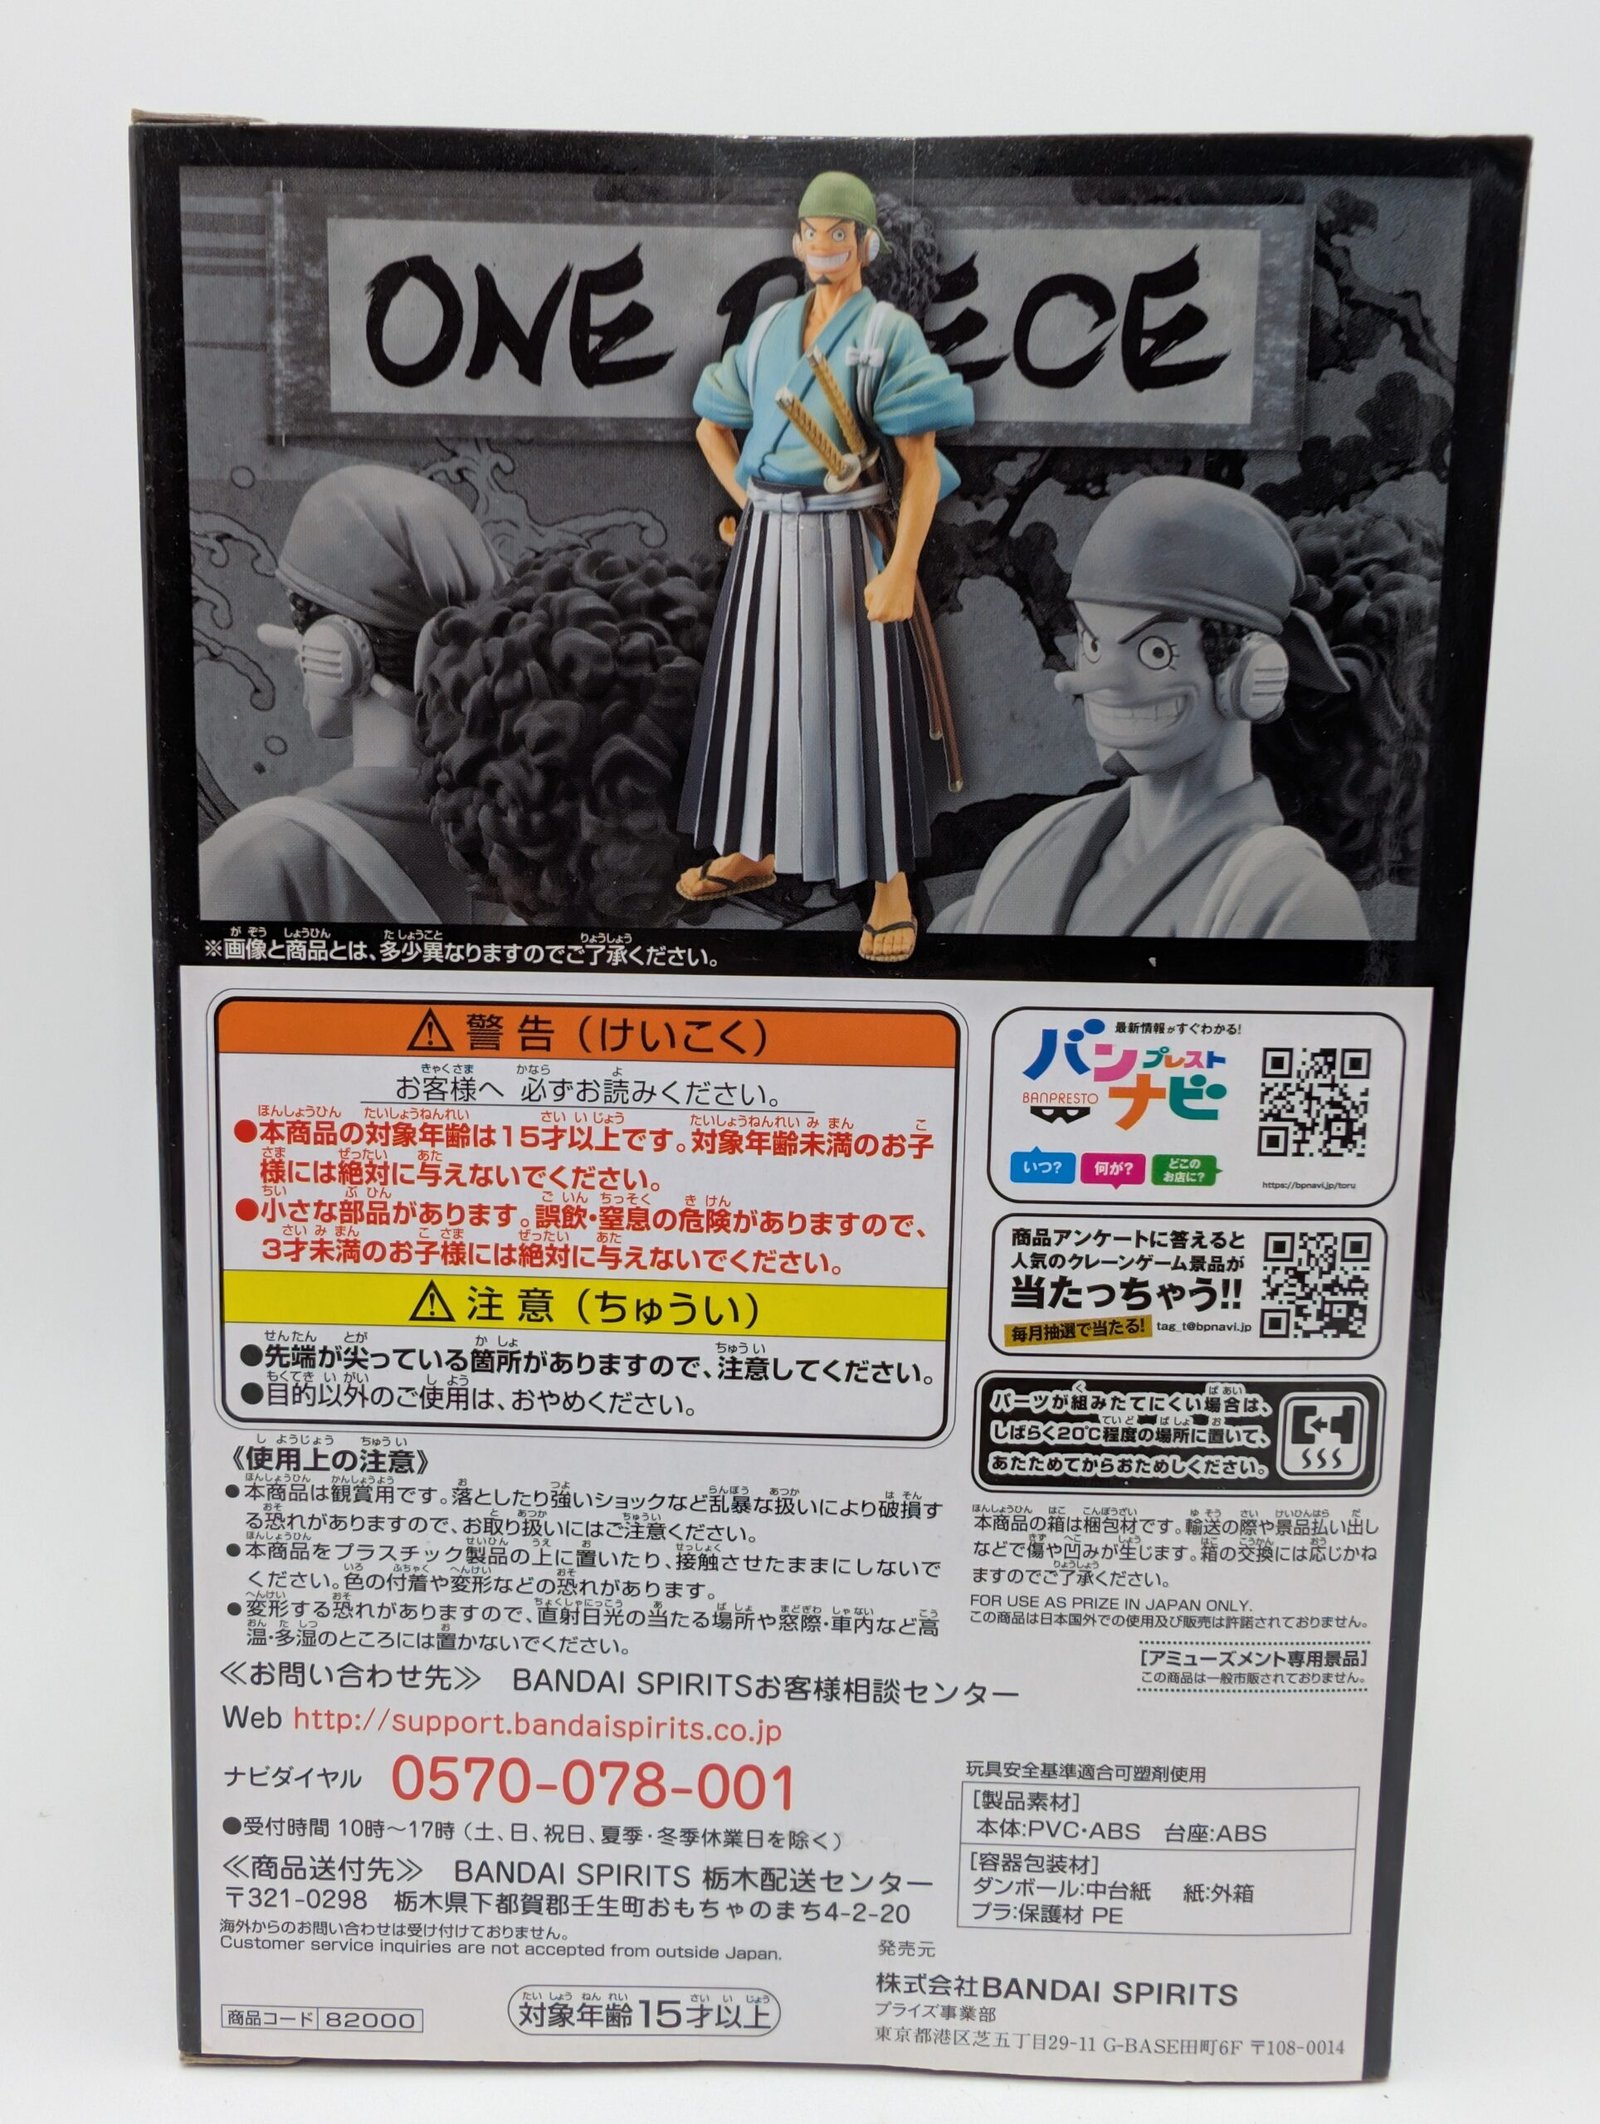 ONE PIECE
※画像と商品とは、多少異なりますのでご了承ください。
⚠警告（けいこく）
お客様へ 必ずお読みください。
●本商品の対象年齢は15才以上です。対象年齢未満のお子
様には絶対に与えないでください。
●小さな部品があります。誤飲・窒息の危険がありますので、
3才未満のお子様には絶対に与えないでください。
⚠注意（ちゅうい）
●先端が尖っている箇所がありますので、注意してください。
●目的以外のご使用は、おやめください。
《使用上の注意》
●本商品は観賞用です。落としたり強いショックなど乱暴な扱いにより破損す
る恐れがありますので、お取り扱いにはご注意ください。
●本商品をプラスチック製品の上に置いたり、接触させたままにしないで
ください。色の付着や変形などの恐れがあります。
●変形する恐れがありますので、直射日光の当たる場所や窓際・車内など高
温・多湿のところには置かないでください。
≪お問い合わせ先≫ BANDAI SPIRITSお客様相談センター
Web http://support.bandaispirits.co.jp
ナビダイヤル 0570-078-001
●受付時間 10時～17時（土、日、祝日、夏季・冬季休業日を除く）
≪商品送付先≫ BANDAI SPIRITS 栃木配送センター
〒321-0298 栃木県下都賀郡壬生町おもちゃのまち4-2-20
海外からのお問い合わせは受け付けておりません。
Customer service inquiries are not accepted from outside Japan.
商品コード 82000
対象年齢15才以上
最新情報がすぐわかる!
バンプレストナビ
BANPRESTO
いつ? 何が? どこのお店に?
https://bpnavi.jp/toru
商品アンケートに答えると
人気のクレーンゲーム景品が
当たっちゃう!!
毎月抽選で当たる! tag_t@bpnavi.jp
パーツが組みたてにくい場合は、
しばらく20℃程度の場所に置いて、
あたためてからおためしください。
本商品の箱は梱包材です。輸送の際や景品払い出し
などで傷や凹みが生じます。箱の交換には応じかね
ますのでご了承ください。
FOR USE AS PRIZE IN JAPAN ONLY.
この商品は日本国外での使用及び販売は許諾されておりません。
[アミューズメント専用景品]
この商品は一般市販されておりません。
玩具安全基準適合可塑剤使用
[製品素材]
本体:PVC・ABS 台座:ABS
[容器包装材]
ダンボール:中台紙 紙:外箱
プラ:保護材 PE
発売元
株式会社BANDAI SPIRITS
プライズ事業部
東京都港区芝五丁目29-11 G-BASE田町6F 〒108-0014